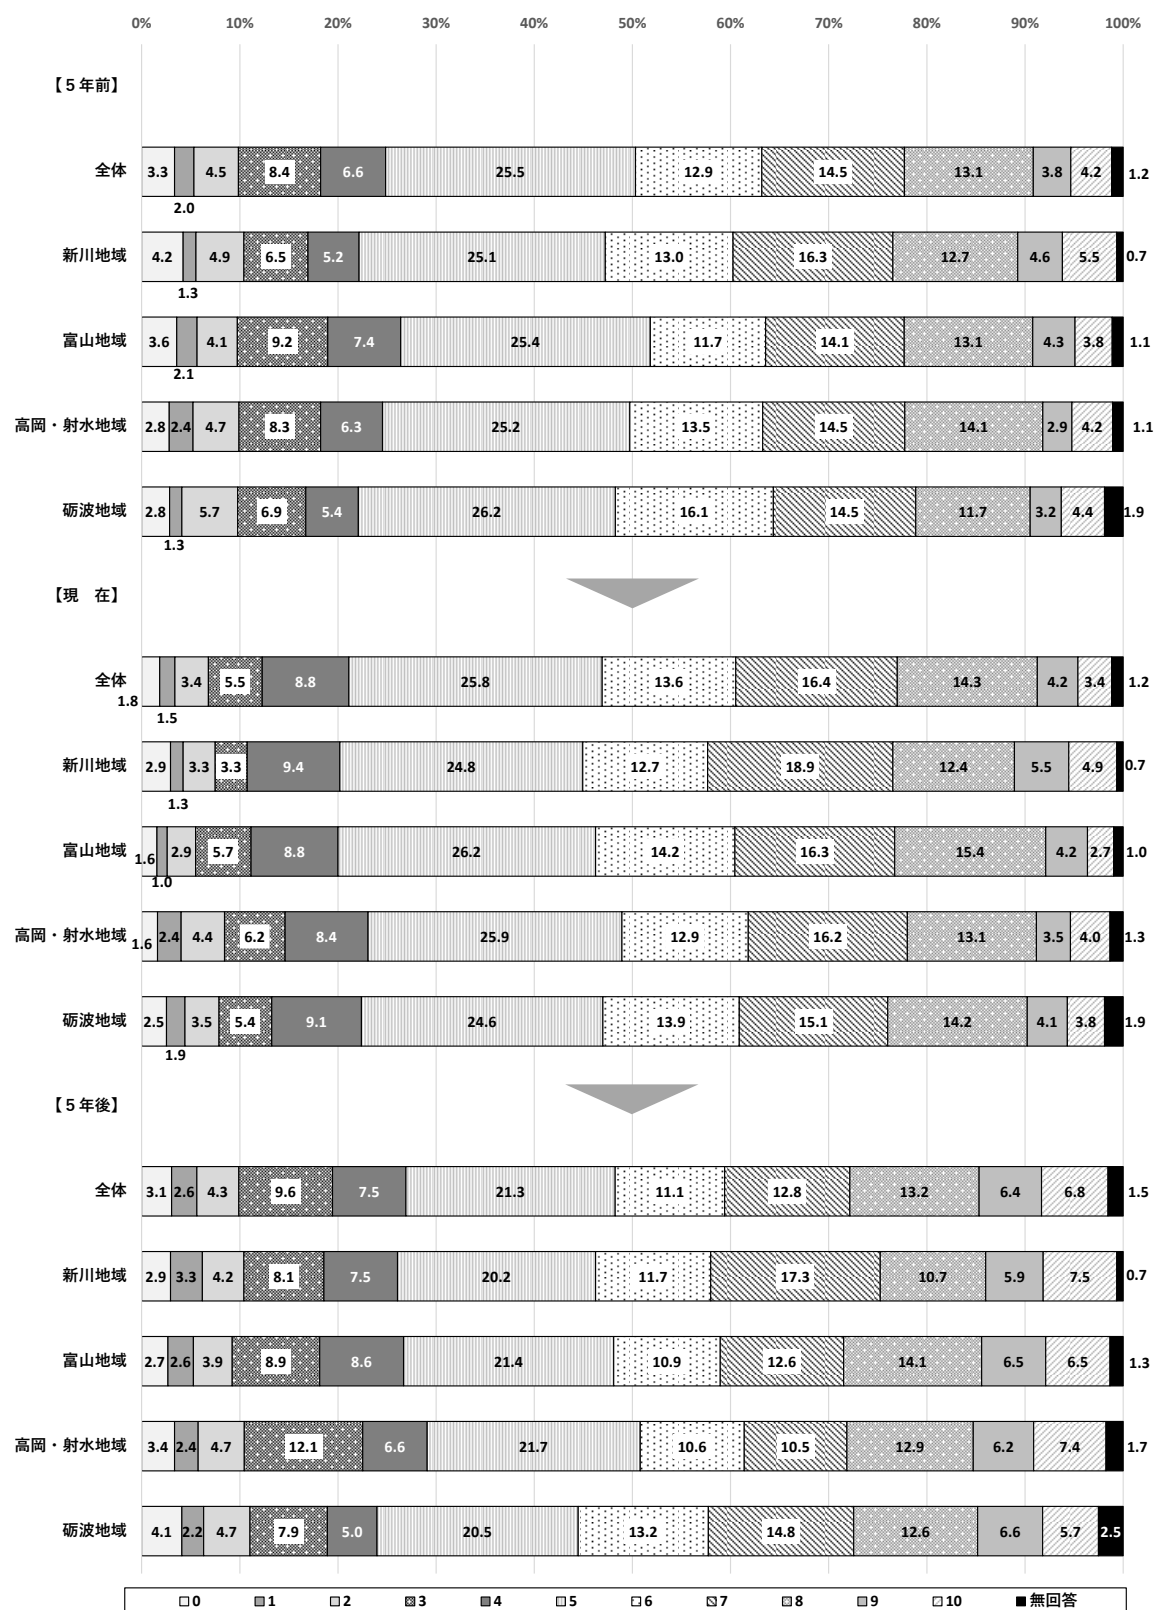 0% 10% 20% 30% 40% 50% 60% 70% 80% 90% 100%
【５年前】
全体 3.3 2.0 4.5 8.4 6.6 25.5 12.9 14.5 13.1 3.8 4.2 1.2
新川地域 4.2 1.3 4.9 6.5 5.2 25.1 13.0 16.3 12.7 4.6 5.5 0.7
富山地域 3.6 2.1 4.1 9.2 7.4 25.4 11.7 14.1 13.1 4.3 3.8 1.1
高岡・射水地域 2.8 2.4 4.7 8.3 6.3 25.2 13.5 14.5 14.1 2.9 4.2 1.1
砺波地域 2.8 1.3 5.7 6.9 5.4 26.2 16.1 14.5 11.7 3.2 4.4 1.9
【現　在】
全体 1.8 1.5 3.4 5.5 8.8 25.8 13.6 16.4 14.3 4.2 3.4 1.2
新川地域 2.9 1.3 3.3 3.3 9.4 24.8 12.7 18.9 12.4 5.5 4.9 0.7
富山地域 1.6 1.0 2.9 5.7 8.8 26.2 14.2 16.3 15.4 4.2 2.7 1.0
高岡・射水地域 1.6 2.4 4.4 6.2 8.4 25.9 12.9 16.2 13.1 3.5 4.0 1.3
砺波地域 2.5 1.9 3.5 5.4 9.1 24.6 13.9 15.1 14.2 4.1 3.8 1.9
【５年後】
全体 3.1 2.6 4.3 9.6 7.5 21.3 11.1 12.8 13.2 6.4 6.8 1.5
新川地域 2.9 3.3 4.2 8.1 7.5 20.2 11.7 17.3 10.7 5.9 7.5 0.7
富山地域 2.7 2.6 3.9 8.9 8.6 21.4 10.9 12.6 14.1 6.5 6.5 1.3
高岡・射水地域 3.4 2.4 4.7 12.1 6.6 21.7 10.6 10.5 12.9 6.2 7.4 1.7
砺波地域 4.1 2.2 4.7 7.9 5.0 20.5 13.2 14.8 12.6 6.6 5.7 2.5
0 1 2 3 4 5 6 7 8 9 10 無回答